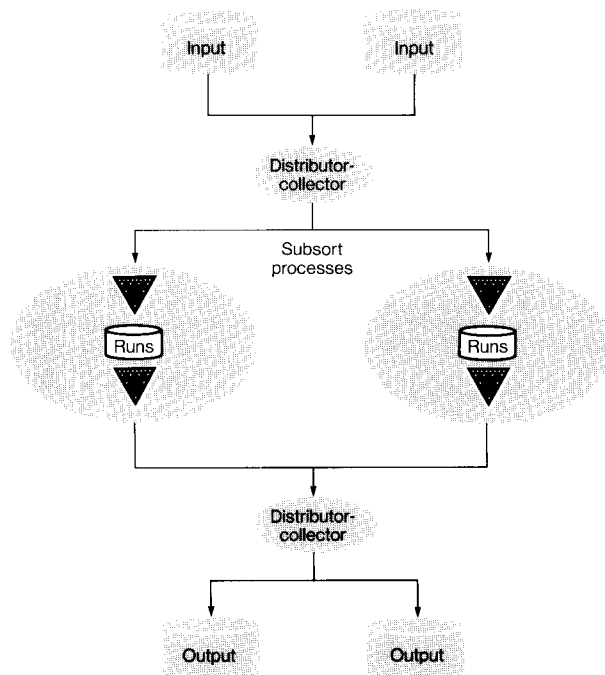 Input Input
Distributor-
collector
Subsort
processes
Runs Runs
Distributor-
collector
Output Output